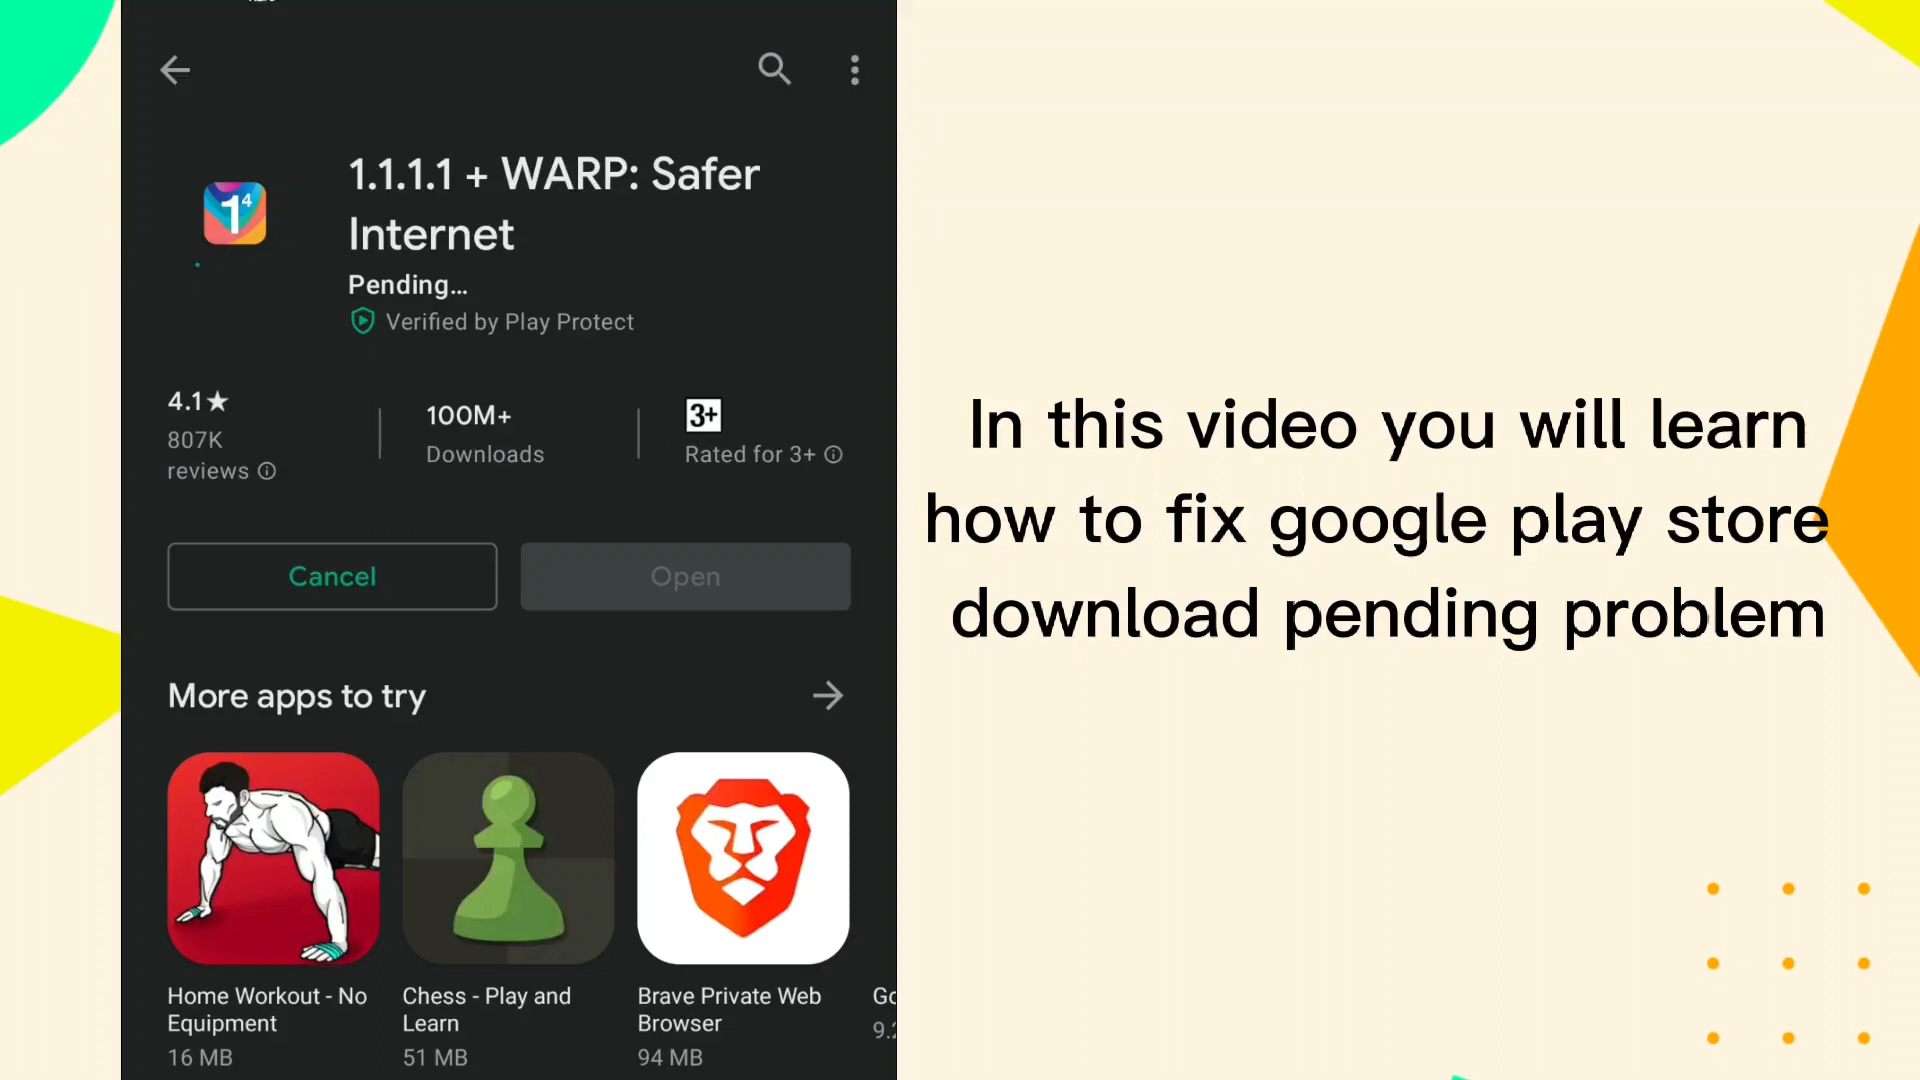 1.1.1.1 + WARP: Safer
Internet
Pending...
Verified by Play Protect
4.1★
807K
reviews
100M+
Downloads
3+
Rated for 3+
Cancel
Open
More apps to try
Home Workout - No
Equipment
16 MB
Chess - Play and
Learn
51 MB
Brave Private Web
Browser
94 MB
In this video you will learn
how to fix google play store
download pending problem